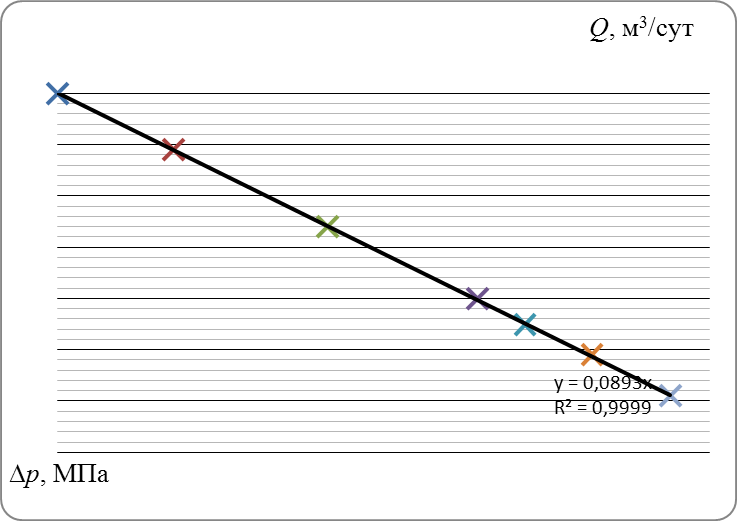 Q, м³/сут
y = 0,0893x
R² = 0,9999
Δp, МПа